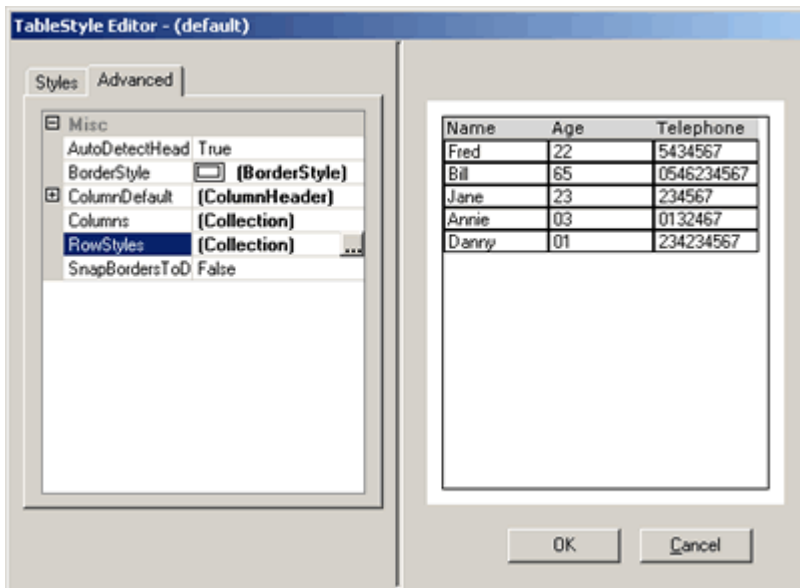 TableStyle Editor - (default)
Styles Advanced
Misc
AutoDetectHead True
BorderStyle (BorderStyle)
ColumnDefault (ColumnHeader)
Columns (Collection)
RowStyles (Collection) ...
SnapBordersToD False
Name Age Telephone
Fred 22 5434567
Bill 65 0546234567
Jane 23 234567
Annie 03 0132467
Danny 01 234234567
OK Cancel